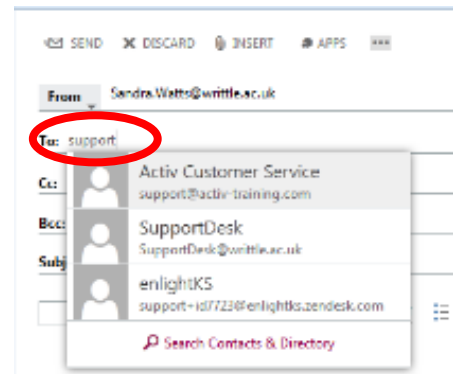 SEND DISCARD INSERT APPS
From Sandra.Watts@writtle.ac.uk
To: support
Activ Customer Service
support@activ-training.com
Cc:
SupportDesk
SupportDesk@writtle.ac.uk
Bcc:
Subj
enlightKS
support+id7723@enlightks.zendesk.com
Search Contacts & Directory